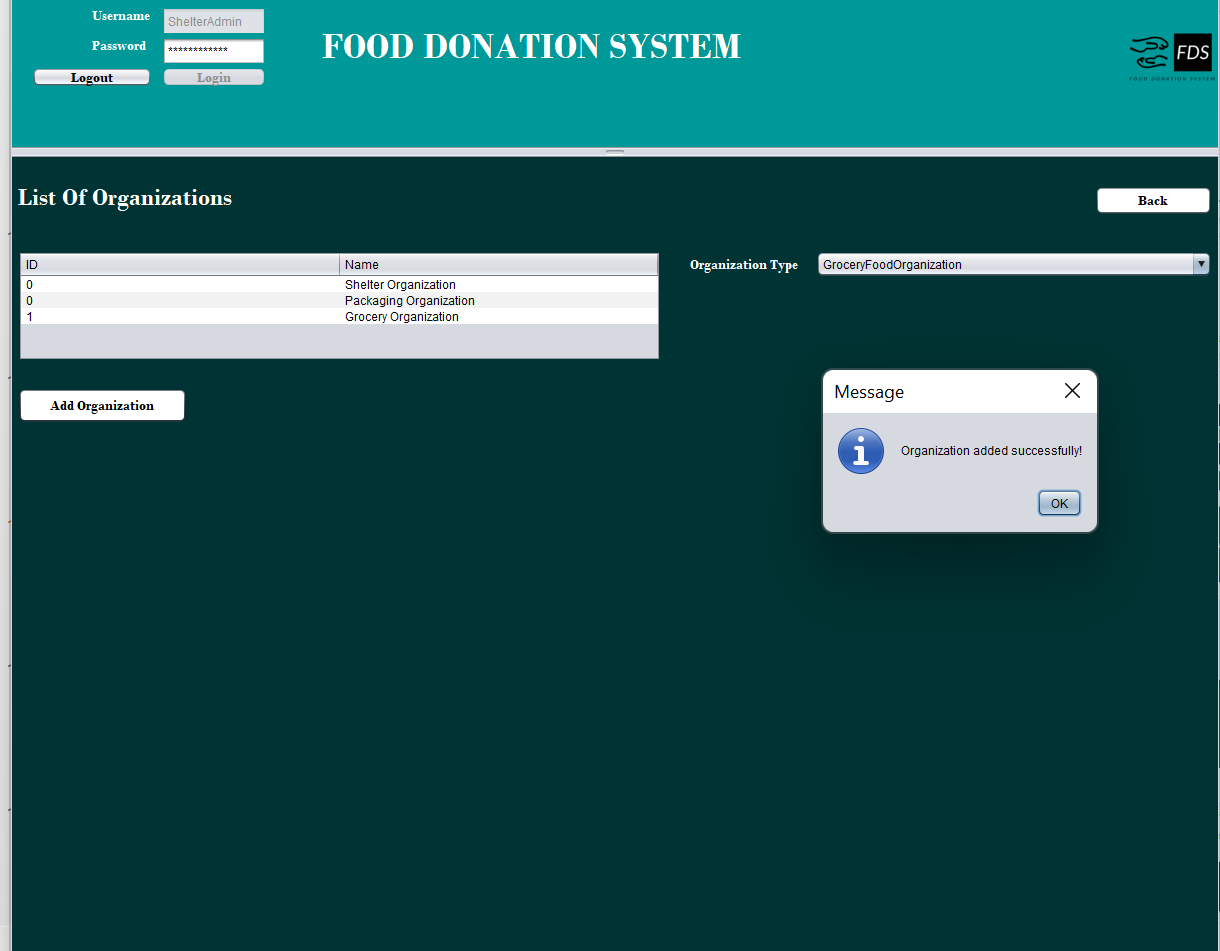 Username
ShelterAdmin
Password
************
Logout
Login
FOOD DONATION SYSTEM
FDS
FOOD DONATION SYSTEM
List Of Organizations
Back
ID
Name
0
Shelter Organization
0
Packaging Organization
1
Grocery Organization
Organization Type
GroceryFoodOrganization
Add Organization
Message
Organization added successfully!
OK